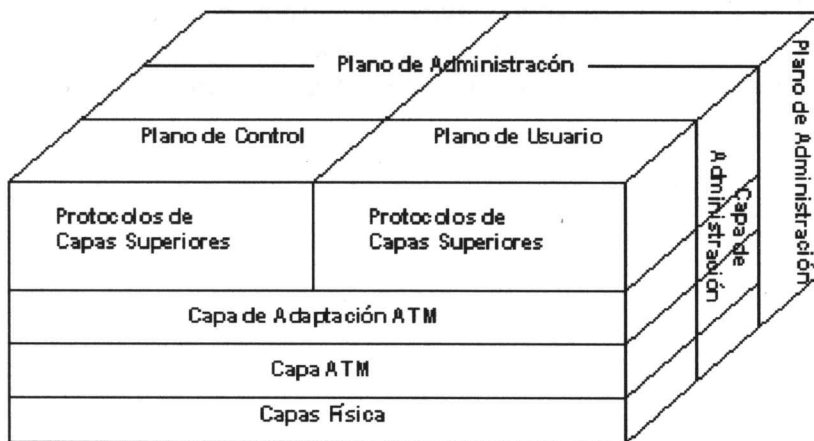 Plano de Administracón
Plano de Control
Plano de Usuario
Protocolos de
Capas Superiores
Protocolos de
Capas Superiores
Capa de Adaptación ATM
Capa ATM
Capas Física
Capa de
Administración
Plano de Administración